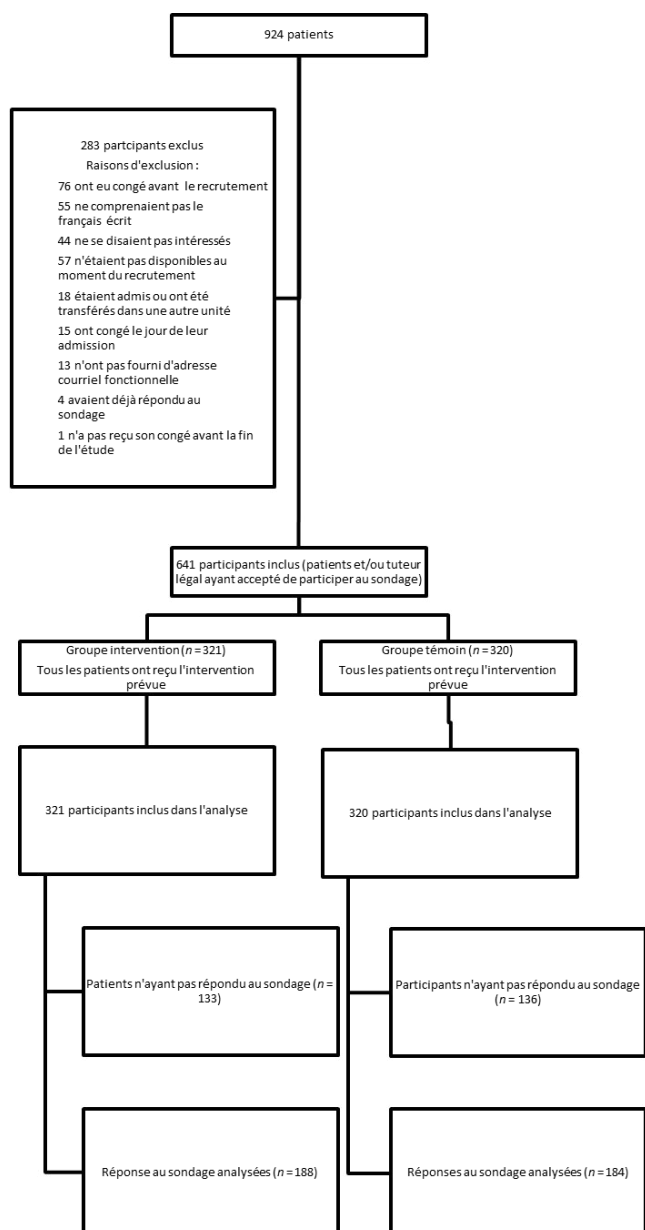 924 patients
283 partcipants exclus
Raisons d'exclusion :
76 ont eu congé avant le recrutement
55 ne comprenaient pas le
français écrit
44 ne se disaient pas intéressés
57 n'étaient pas disponibles au
moment du recrutement
18 étaient admis ou ont été
transférés dans une autre unité
15 ont congé le jour de leur
admission
13 n'ont pas fourni d'adresse
courriel fonctionnelle
4 avaient déjà répondu au
sondage
1 n'a pas reçu son congé avant la fin
de l'étude
641 participants inclus (patients et/ou tuteur
légal ayant accepté de participer au sondage)
Groupe intervention (n = 321)
Tous les patients ont reçu l'intervention
prévue
Groupe témoin (n = 320)
Tous les patients ont reçu l'intervention
prévue
321 participants inclus dans l'analyse
320 participants inclus dans l'analyse
Patients n'ayant pas répondu au sondage (n =
133)
Participants n'ayant pas répondu au sondage
(n = 136)
Réponse au sondage analysées (n = 188)
Réponses au sondage analysées (n = 184)